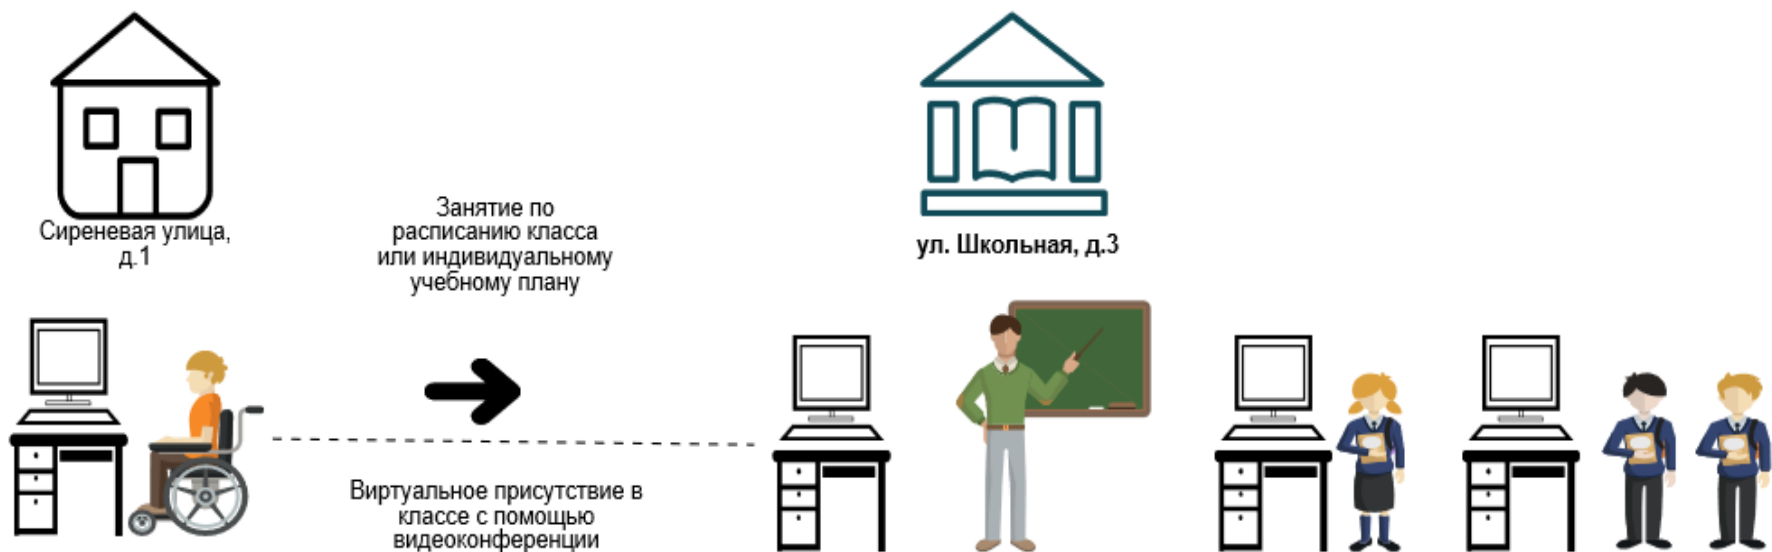 Сиреневая улица,
д.1
Занятие по
расписанию класса
или индивидуальному
учебному плану
ул. Школьная, д.3
Виртуальное присутствие в
классе с помощью
видеоконференции